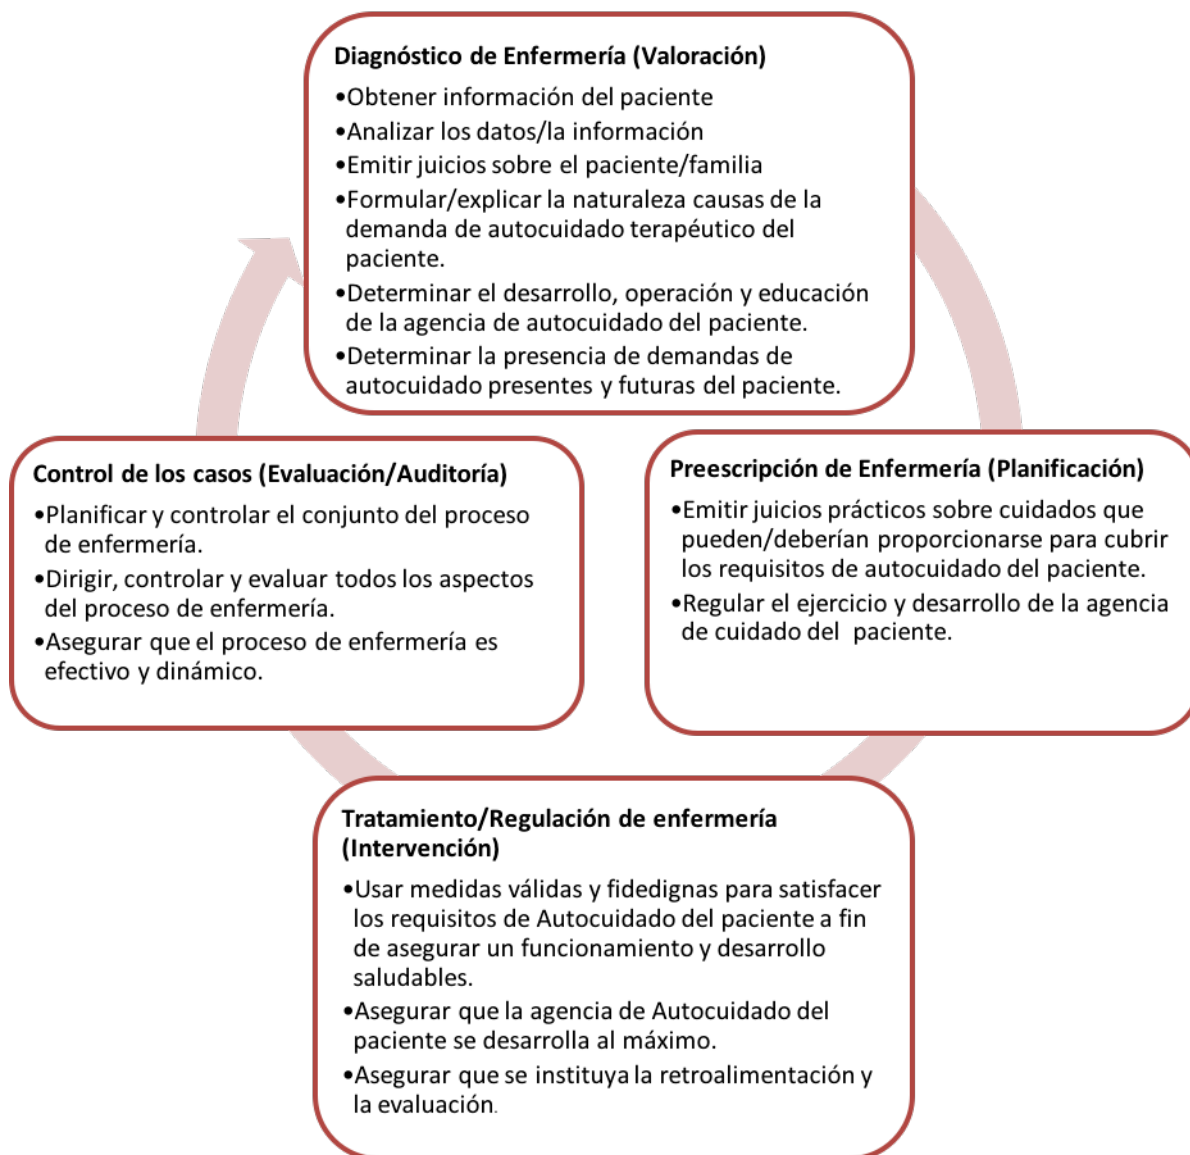 Diagnóstico de Enfermería (Valoración)
•Obtener información del paciente
•Analizar los datos/la información
•Emitir juicios sobre el paciente/familia
•Formular/explicar la naturaleza causas de la
demanda de autocuidado terapéutico del
paciente.
•Determinar el desarrollo, operación y educación
de la agencia de autocuidado del paciente.
•Determinar la presencia de demandas de
autocuidado presentes y futuras del paciente.
Preescripción de Enfermería (Planificación)
•Emitir juicios prácticos sobre cuidados que
pueden/deberían proporcionarse para cubrir
los requisitos de autocuidado del paciente.
•Regular el ejercicio y desarrollo de la agencia
de cuidado del  paciente.
Tratamiento/Regulación de enfermería
(Intervención)
•Usar medidas válidas y fidedignas para satisfacer
los requisitos de Autocuidado del paciente a fin
de asegurar un funcionamiento y desarrollo
saludables.
•Asegurar que la agencia de Autocuidado del
paciente se desarrolla al máximo.
•Asegurar que se instituya la retroalimentación y
la evaluación.
Control de los casos (Evaluación/Auditoría)
•Planificar y controlar el conjunto del proceso
de enfermería.
•Dirigir, controlar y evaluar todos los aspectos
del proceso de enfermería.
•Asegurar que el proceso de enfermería es
efectivo y dinámico.